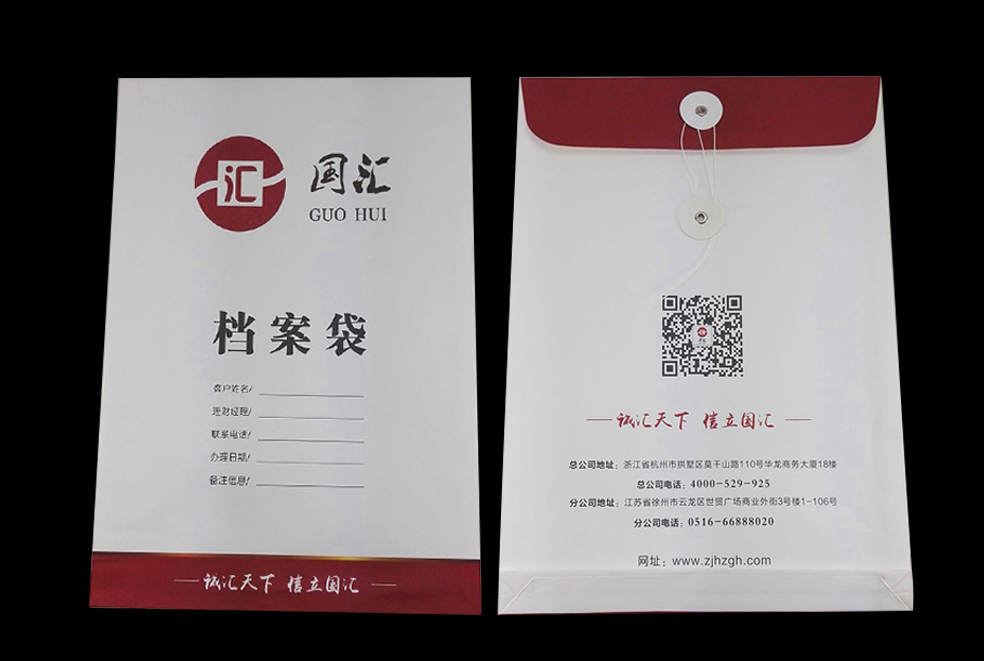 汇
国汇
GUO HUI
档案袋
客户姓名/
理财经理/
联系电话/
办理日期/
备注信息/
诚汇天下 信立国汇
诚汇天下 信立国汇
总公司地址：浙江省杭州市拱墅区莫干山路110号华龙商务大厦18楼
总公司电话：4000-529-925
分公司地址：江苏省徐州市云龙区世贸广场商业外街3号楼1-106号
分公司电话：0516-66888020
网址：www.zjhzgh.com